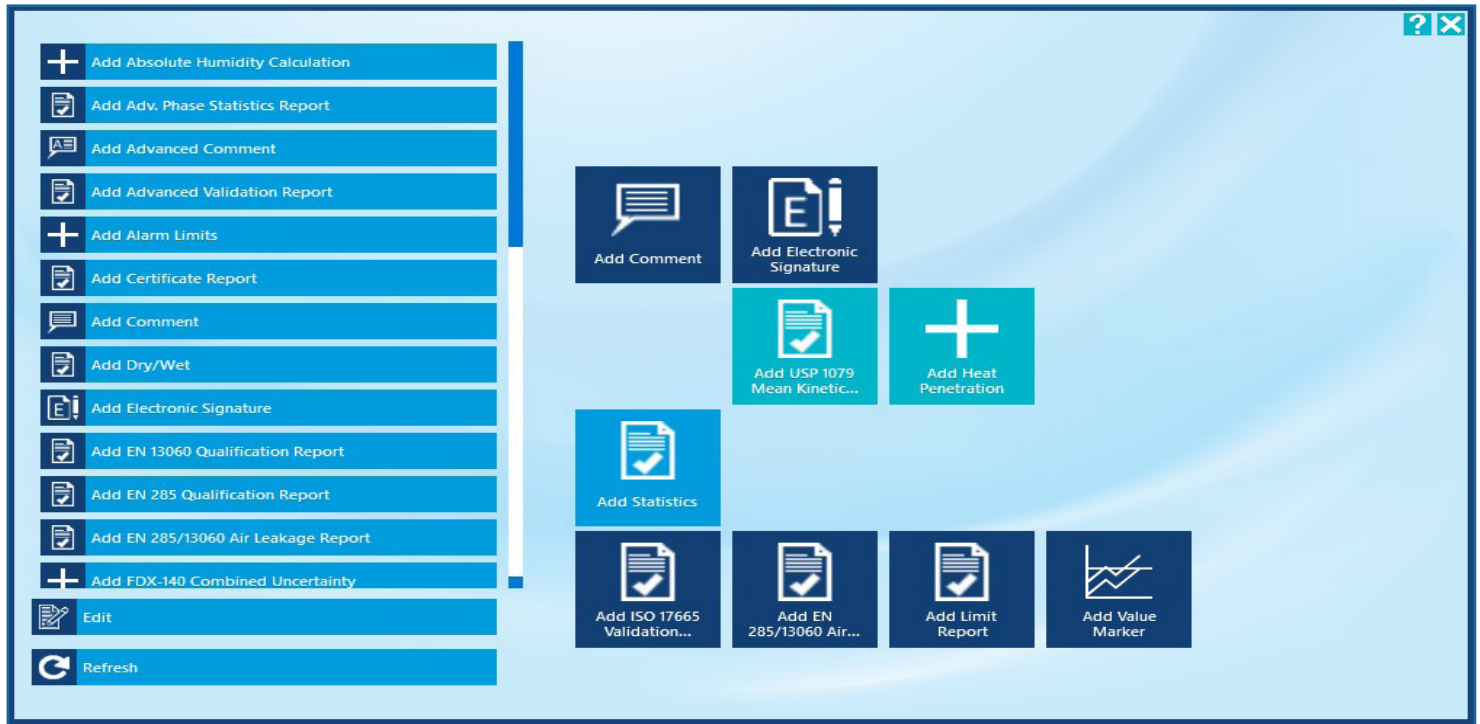 ?
Add Absolute Humidity Calculation
Add Adv. Phase Statistics Report
Add Advanced Comment
Add Advanced Validation Report
Add Alarm Limits
Add Certificate Report
Add Comment
Add Dry/Wet
Add Electronic Signature
Add EN 13060 Qualification Report
Add EN 285 Qualification Report
Add EN 285/13060 Air Leakage Report
Add FDX-140 Combined Uncertainty
Edit
Refresh
Add Comment
E
Add Electronic
Signature
Add USP 1079
Mean Kinetic...
Add Heat
Penetration
Add Statistics
Add ISO 17665
Validation...
Add EN
285/13060 Air...
Add Limit
Report
Add Value
Marker